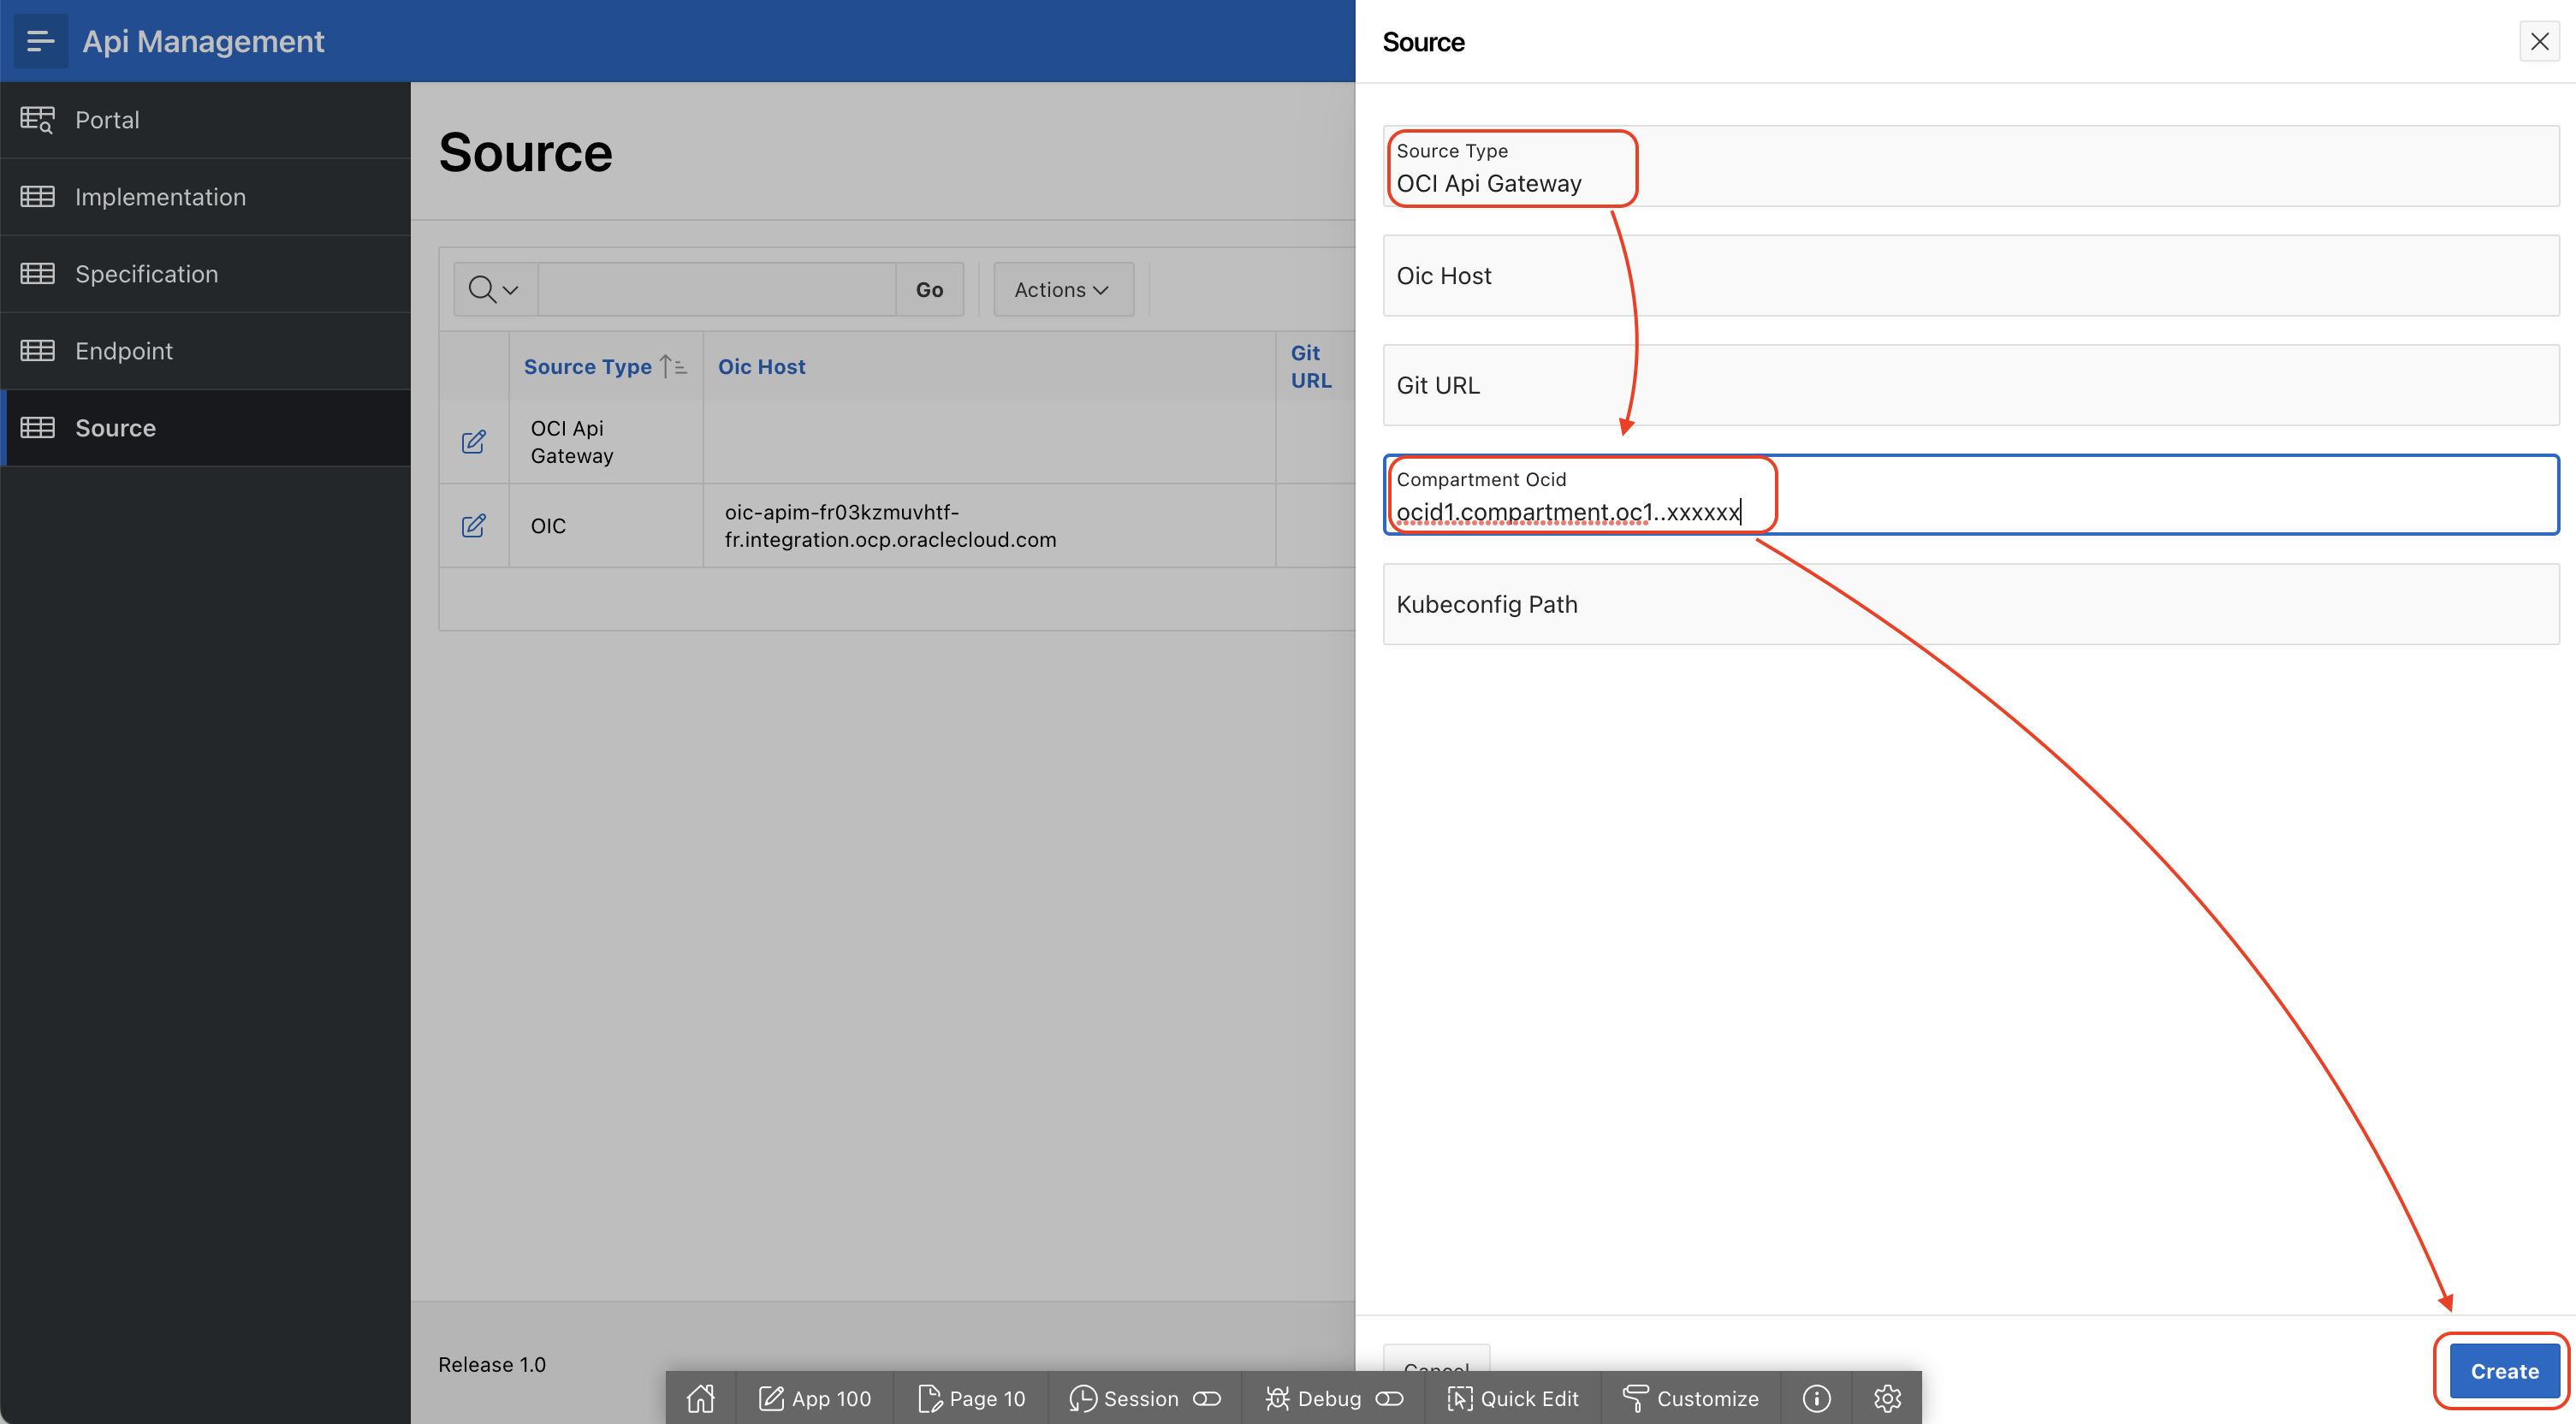 Api Management
Portal
Implementation
Specification
Endpoint
Source
Source
Go
Actions
Source Type
Oic Host
Git
URL
OCI Api
Gateway
OIC
oic-apim-fr03kzmuvhtf-
fr.integration.ocp.oraclecloud.com
Release 1.0
Source
Source Type
OCI Api Gateway
Oic Host
Git URL
Compartment Ocid
ocid1.compartment.oc1..xxxxxx
Kubeconfig Path
Cancel
Create
App 100
Page 10
Session
Debug
Quick Edit
Customize